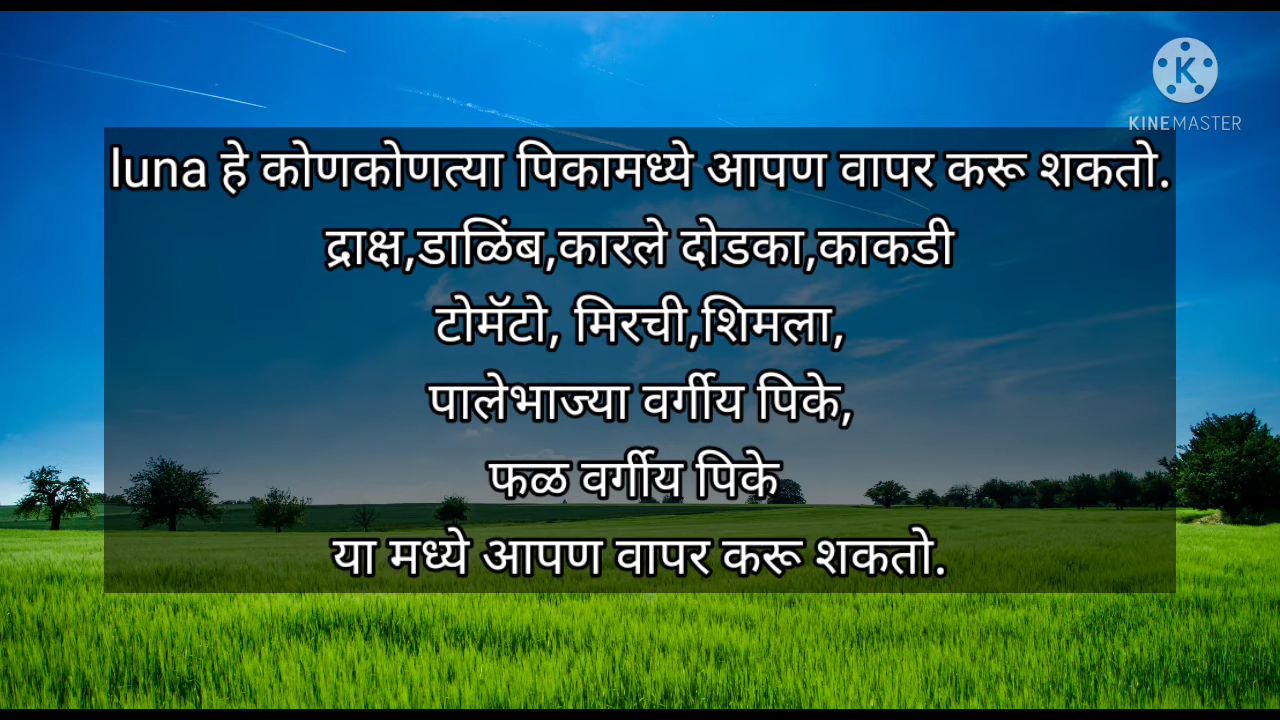 K
KINEMASTER
luna हे कोणकोणत्या पिकामध्ये आपण वापर करू शकतो.
द्राक्ष,डाळिंब,कारले दोडका,काकडी
टोमॅटो, मिरची,शिमला,
पालेभाज्या वर्गीय पिके,
फळ वर्गीय पिके
या मध्ये आपण वापर करू शकतो.